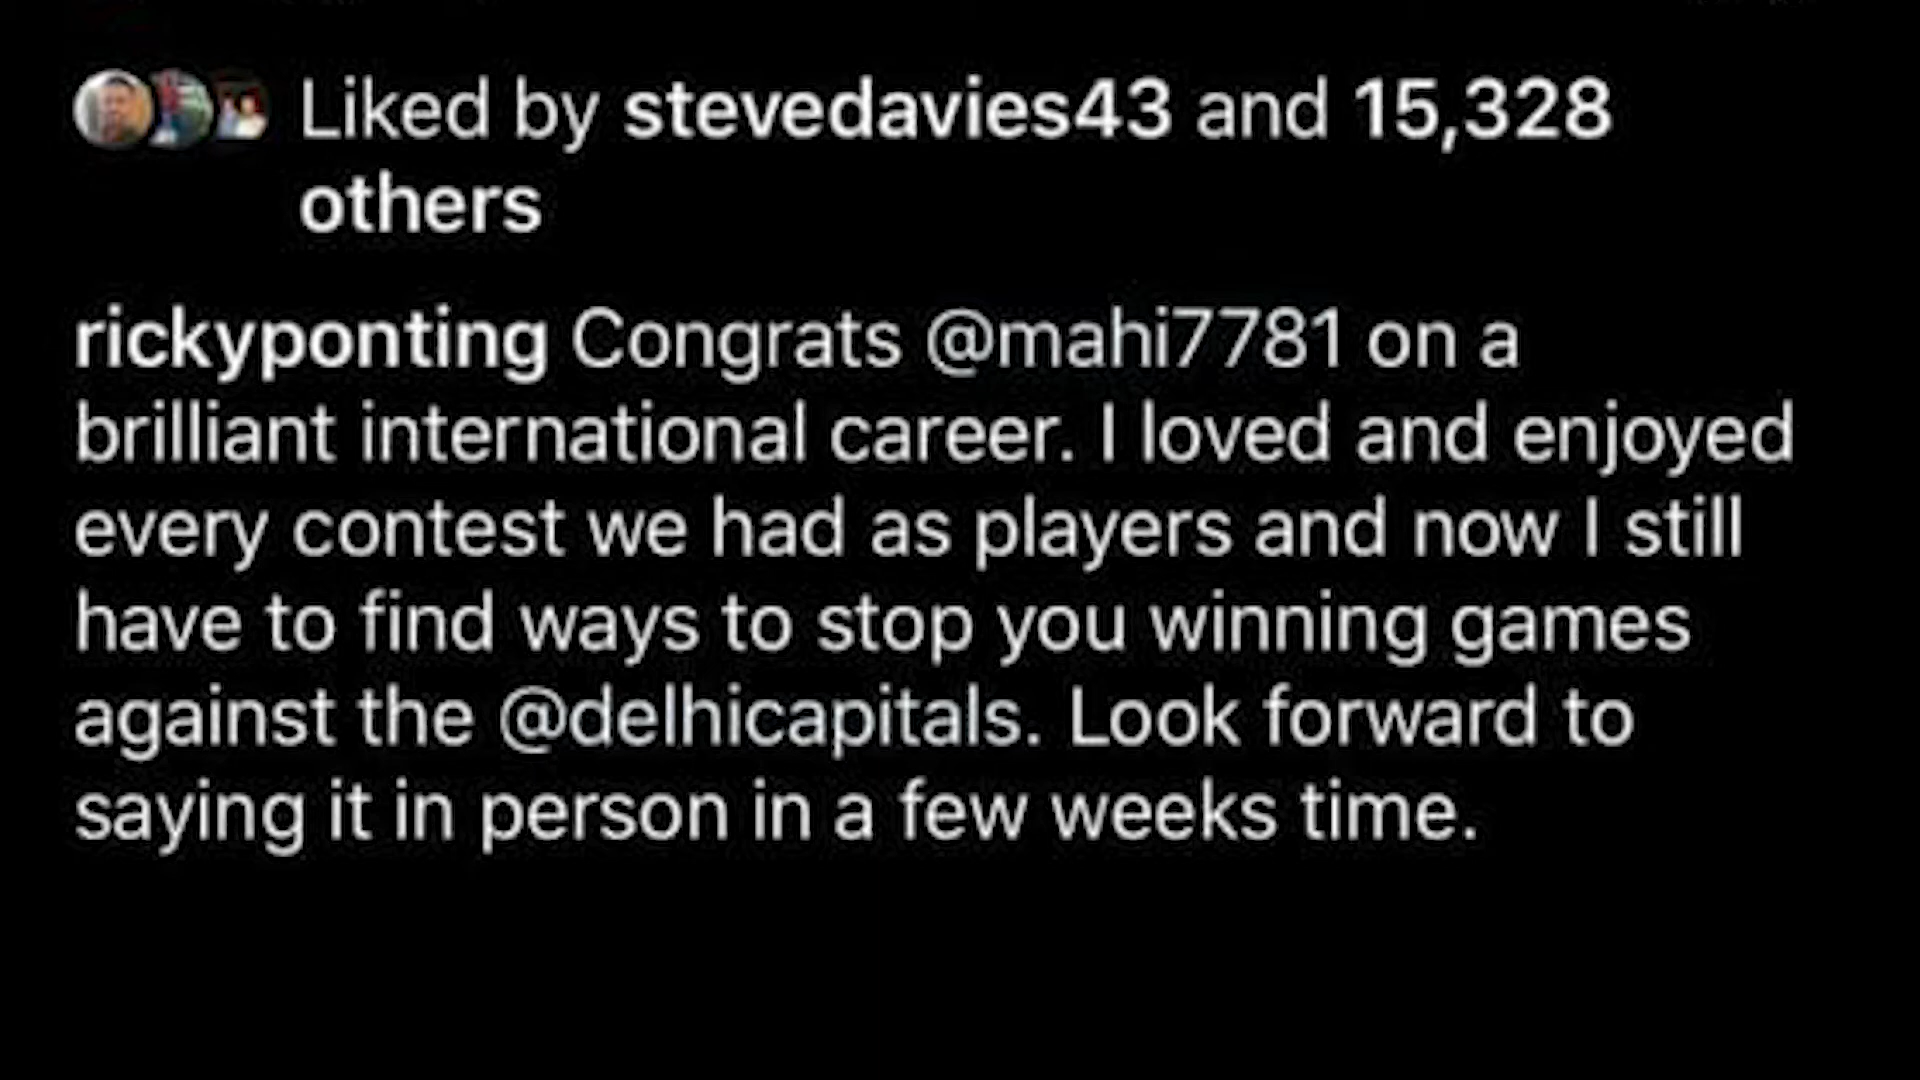 Liked by stevedavies43 and 15,328
others
rickyponting Congrats @mahi7781 on a
brilliant international career. I loved and enjoyed
every contest we had as players and now I still
have to find ways to stop you winning games
against the @delhicapitals. Look forward to
saying it in person in a few weeks time.